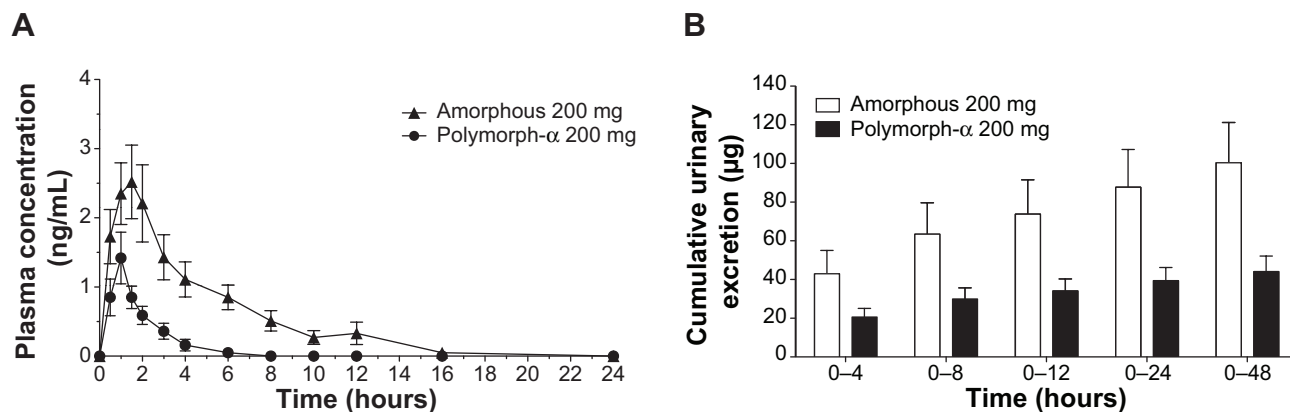 A
Plasma concentration
(ng/mL)
4
3
2
1
0
Amorphous 200 mg
Polymorph-α 200 mg
0 2 4 6 8 10 12 14 16 18 20 22 24
Time (hours)
B
Cumulative urinary
excretion (µg)
140
120
100
80
60
40
20
0
Amorphous 200 mg
Polymorph-α 200 mg
0–4 0–8 0–12 0–24 0–48
Time (hours)